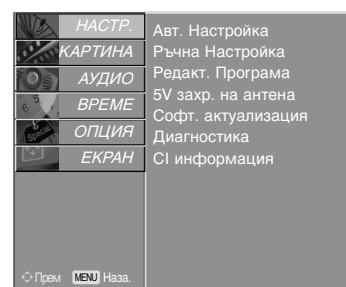 НАСТР.
КАРТИНА
АУДИО
ВРЕМЕ
ОПЦИЯ
ЕКРАН
Авт. Настройка
Ръчна Настройка
Редакт. Програма
5V захр. на антена
Софт. актуализация
Диагностика
CI информация
Прем MENU Наза.